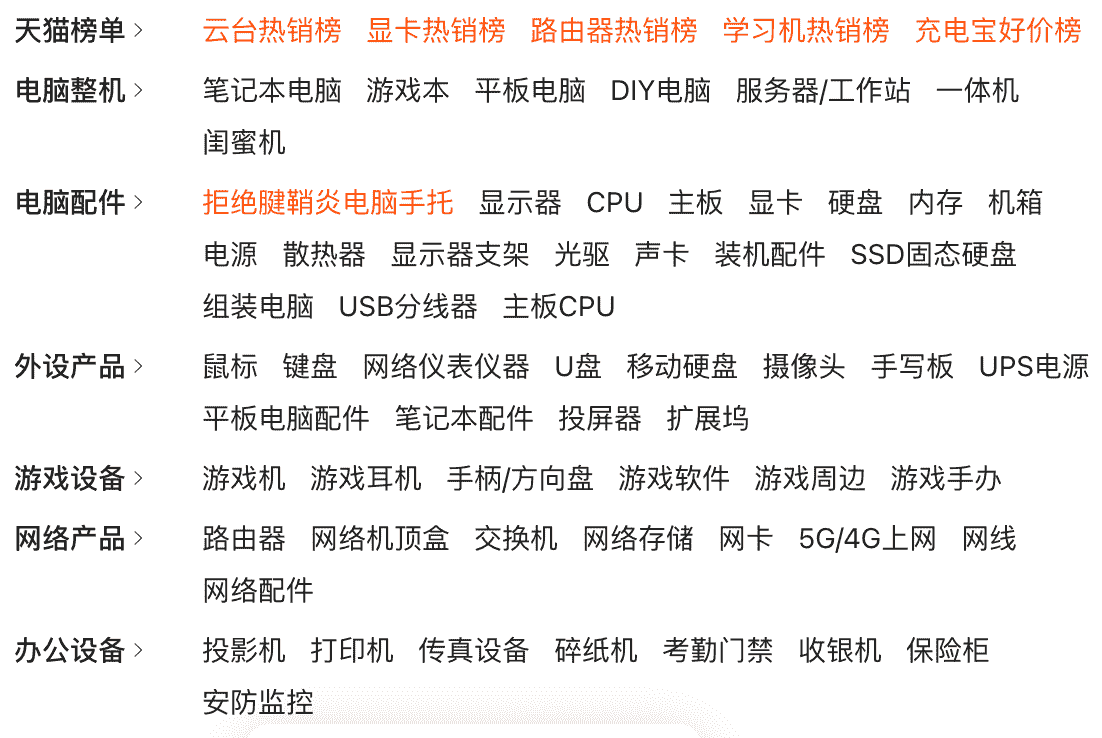 天猫榜单 > 云台热销榜 显卡热销榜 路由器热销榜 学习机热销榜 充电宝好价榜
电脑整机 > 笔记本电脑 游戏本 平板电脑 DIY电脑 服务器/工作站 一体机
闺蜜机
电脑配件 > 拒绝腱鞘炎电脑手托 显示器 CPU 主板 显卡 硬盘 内存 机箱
电源 散热器 显示器支架 光驱 声卡 装机配件 SSD固态硬盘
组装电脑 USB分线器 主板CPU
外设产品 > 鼠标 键盘 网络仪表仪器 U盘 移动硬盘 摄像头 手写板 UPS电源
平板电脑配件 笔记本配件 投屏器 扩展坞
游戏设备 > 游戏机 游戏耳机 手柄/方向盘 游戏软件 游戏周边 游戏手办
网络产品 > 路由器 网络机顶盒 交换机 网络存储 网卡 5G/4G上网 网线
网络配件
办公设备 > 投影机 打印机 传真设备 碎纸机 考勤门禁 收银机 保险柜
安防监控